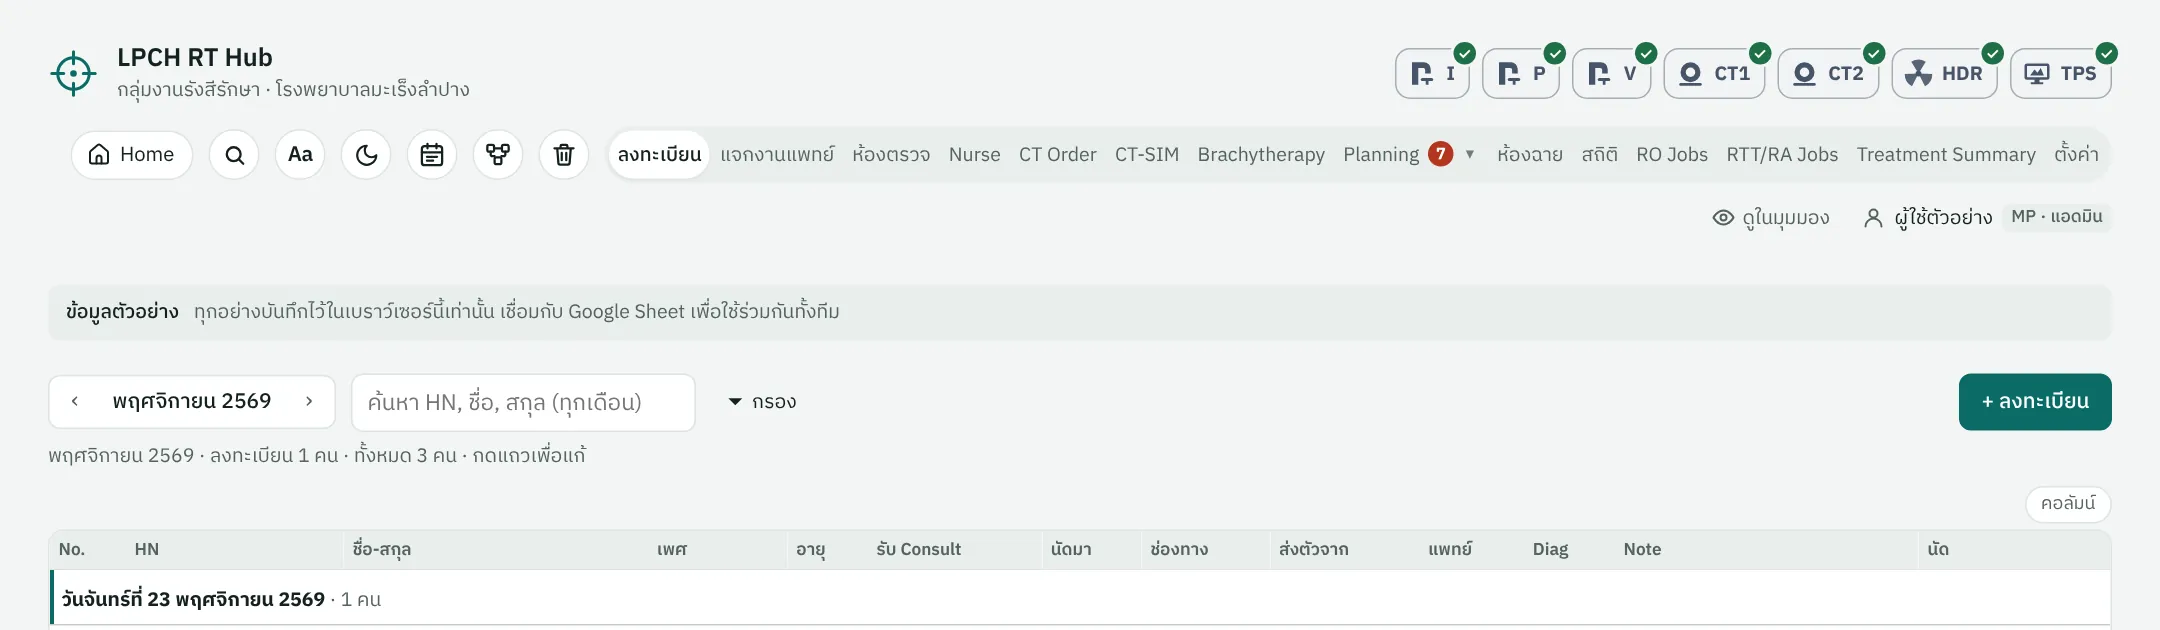 LPCH RT Hub
กลุ่มงานรังสีรักษา · โรงพยาบาลมะเร็งลำปาง
I P V CT1 CT2 HDR TPS
Home Aa ลงทะเบียน แจกงานแพทย์ ห้องตรวจ Nurse CT Order CT-SIM Brachytherapy Planning 7 ▼ ห้องฉาย สถิติ RO Jobs RTT/RA Jobs Treatment Summary ตั้งค่า
ดูในมุมมอง ผู้ใช้ตัวอย่าง MP · แอดมิน
ข้อมูลตัวอย่าง ทุกอย่างบันทึกไว้ในเบราว์เซอร์นี้เท่านั้น เชื่อมกับ Google Sheet เพื่อใช้ร่วมกันทั้งทีม
‹ พฤศจิกายน 2569 › ค้นหา HN, ชื่อ, สกุล (ทุกเดือน) ▼ กรอง + ลงทะเบียน
พฤศจิกายน 2569 · ลงทะเบียน 1 คน · ทั้งหมด 3 คน · กดแถวเพื่อแก้
คอลัมน์
No. HN ชื่อ-สกุล เพศ อายุ รับ Consult นัดมา ช่องทาง ส่งตัวจาก แพทย์ Diag Note นัด
วันจันทร์ที่ 23 พฤศจิกายน 2569 · 1 คน